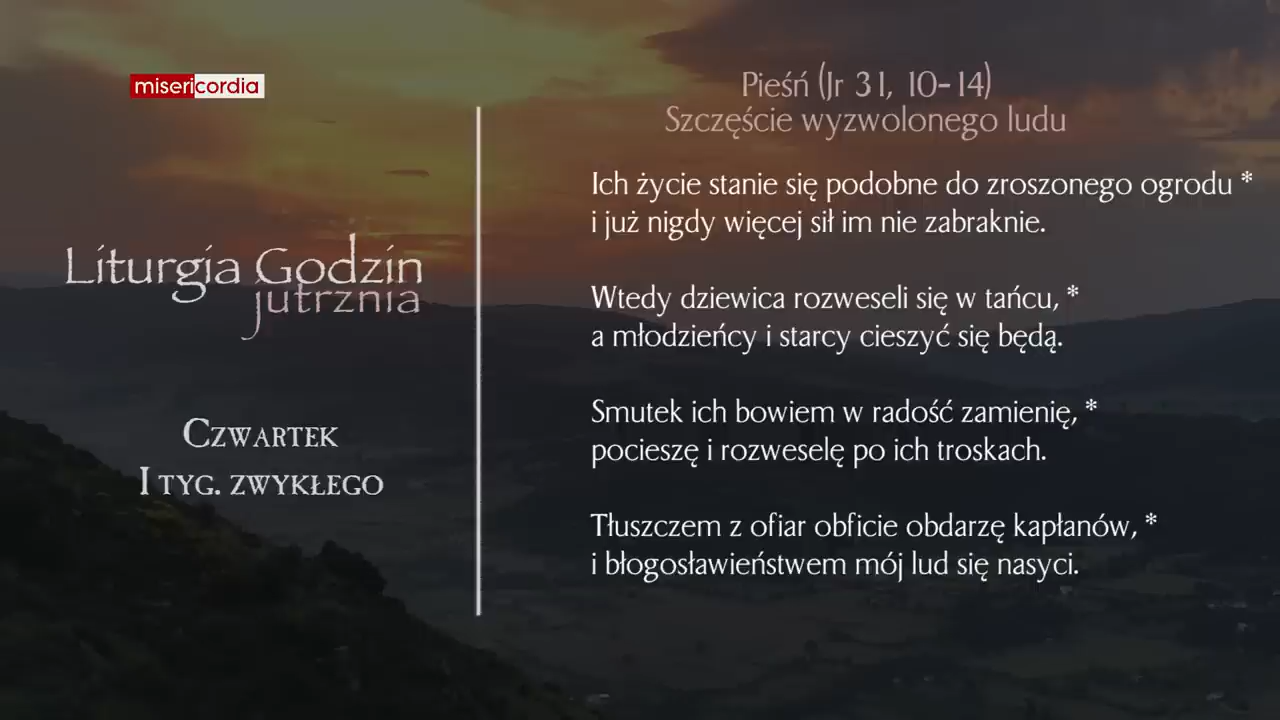 misericordia
Liturgia Godzin
jutrznia
Czwartek
I tyg. zwykłego
Pieśń (Jr 31, 10-14)
Szczęście wyzwolonego ludu
Ich życie stanie się podobne do zroszonego ogrodu *
i już nigdy więcej sił im nie zabraknie.
Wtedy dziewica rozweseli się w tańcu, *
a młodzieńcy i starcy cieszyć się będą.
Smutek ich bowiem w radość zamienię, *
pocieszę i rozweselę po ich troskach.
Tłuszczem z ofiar obficie obdarzę kapłanów, *
i błogosławieństwem mój lud się nasyci.